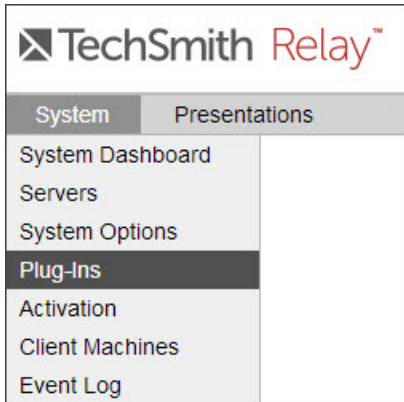 TechSmith Relay™
System Presentations
System Dashboard
Servers
System Options
Plug-Ins
Activation
Client Machines
Event Log